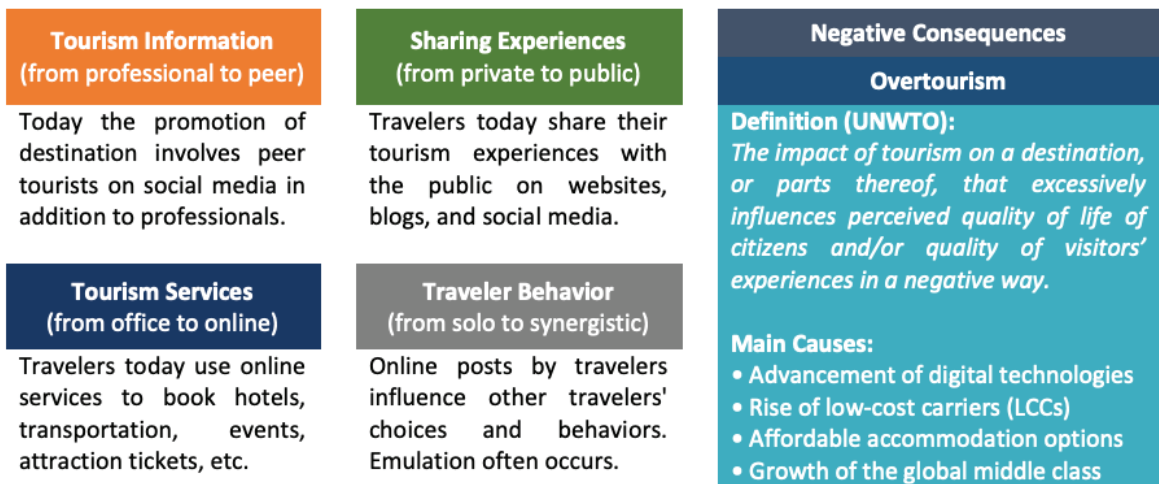 Tourism Information
(from professional to peer)
Today the promotion of
destination involves peer
tourists on social media in
addition to professionals.
Sharing Experiences
(from private to public)
Travelers today share their
tourism experiences with
the public on websites,
blogs, and social media.
Tourism Services
(from office to online)
Travelers today use online
services to book hotels,
transportation, events,
attraction tickets, etc.
Traveler Behavior
(from solo to synergistic)
Online posts by travelers
influence other travelers'
choices and behaviors.
Emulation often occurs.
Negative Consequences
Overtourism
Definition (UNWTO):
The impact of tourism on a destination,
or parts thereof, that excessively
influences perceived quality of life of
citizens and/or quality of visitors’
experiences in a negative way.
Main Causes:
• Advancement of digital technologies
• Rise of low-cost carriers (LCCs)
• Affordable accommodation options
• Growth of the global middle class